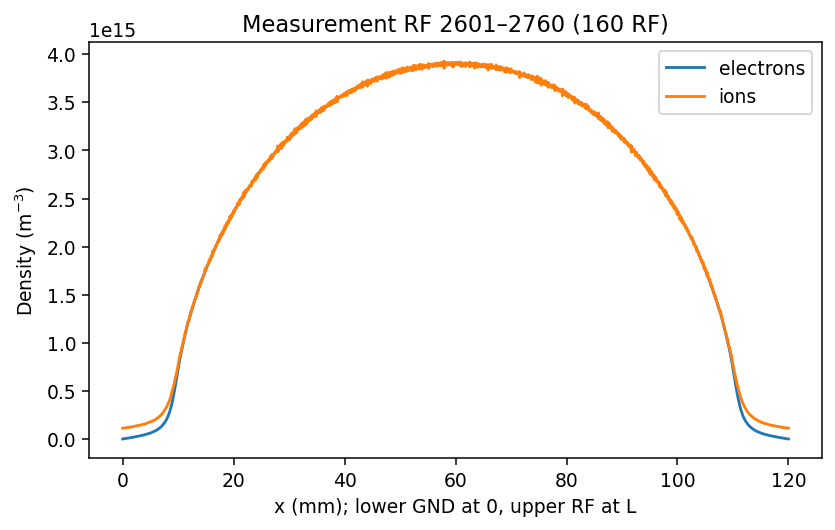 Measurement RF 2601–2760 (160 RF)
1e15
electrons
ions
4.0
3.5
3.0
2.5
2.0
1.5
1.0
0.5
0.0
Density (m⁻³)
0 20 40 60 80 100 120
x (mm); lower GND at 0, upper RF at L